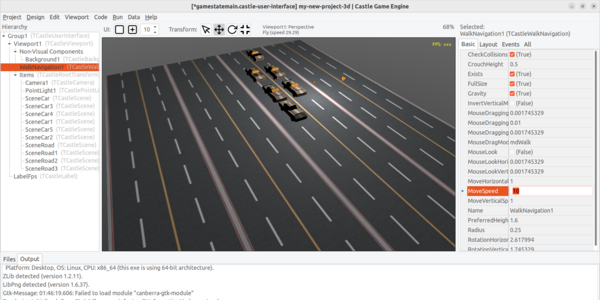 [*gamestatemain.castle-user-interface] my-new-project-3d | Castle Game Engine
Project Design Edit Viewport Code Run Data Help
Hierarchy
UI:
10
Transform:
Viewport1: Perspective
Fly (speed 29.29)
68%
Group1 (TCastleUserInterface)
Viewport1 (TCastleViewport)
Non-Visual Components
Background1 (TCastleBackg
WalkNavigation1 (TCastleWalk
Items (TCastleRootTransform)
Camera1 (TCastleCamera)
PointLight1 (TCastlePointLi
SceneCar (TCastleScene)
SceneCar3 (TCastleScene)
SceneCar4 (TCastleScene)
SceneCar1 (TCastleScene)
SceneCar5 (TCastleScene)
SceneCar2 (TCastleScene)
SceneRoad (TCastleScene)
SceneRoad1 (TCastleScene)
SceneRoad2 (TCastleScene)
SceneRoad3 (TCastleScene)
LabelFps (TCastleLabel)
FPS: ---
Selected:
WalkNavigation1 (TCastleWalkNavigation)
Basic Layout Events All
CheckCollisions (True)
CrouchHeight 0.5
Exists (True)
FullSize (True)
Gravity (True)
InvertVerticalM (False)
MouseDragging 0.001745329
MouseDragging 0.01
MouseDragging 0.001745329
MouseDragMod mdWalk
MouseLook (False)
MouseLookHori 0.001745329
MouseLookVert 0.001745329
MoveHorizontal 1
MoveSpeed 10
MoveVerticalSp 1
Name WalkNavigation1
PreferredHeigh 1.6
Radius 0.25
RotationHorizon 2.617994
RotationVertica 1.745329
Files Output
Platform: Desktop, OS: Linux, CPU: x86_64 (this exe is using 64-bit architecture).
ZLib detected (version 1.2.11).
LibPng detected (version 1.6.37).
Gtk-Message: 01:46:19.606: Failed to load module "canberra-gtk-module"